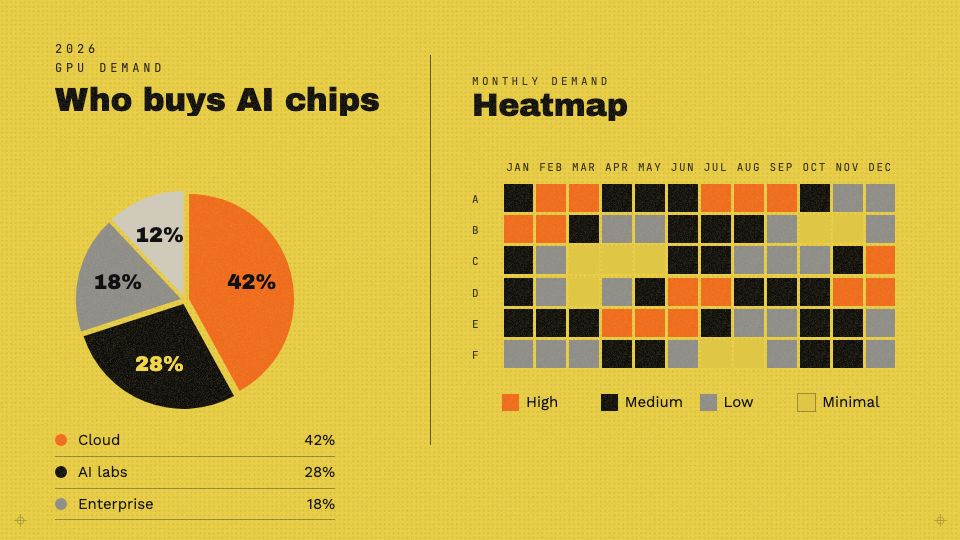 2026
GPU DEMAND
Who buys AI chips
12%
42%
18%
28%
Cloud 42%
AI labs 28%
Enterprise 18%
MONTHLY DEMAND
Heatmap
JAN FEB MAR APR MAY JUN JUL AUG SEP OCT NOV DEC
A
B
C
D
E
F
High Medium Low Minimal